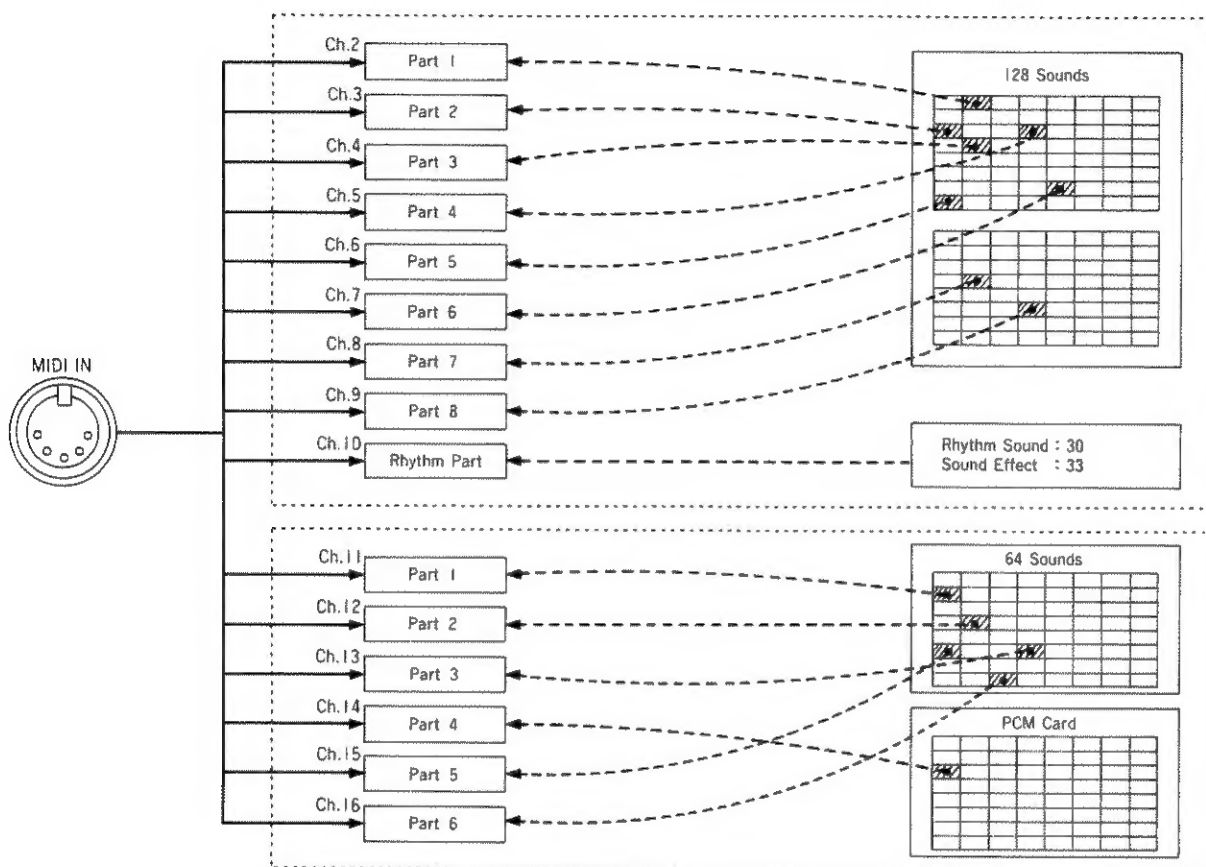 MIDI IN
Ch.2
Part 1
Ch.3
Part 2
Ch.4
Part 3
Ch.5
Part 4
Ch.6
Part 5
Ch.7
Part 6
Ch.8
Part 7
Ch.9
Part 8
Ch.10
Rhythm Part
128 Sounds
Rhythm Sound : 30
Sound Effect : 33
Ch.11
Part 1
Ch.12
Part 2
Ch.13
Part 3
Ch.14
Part 4
Ch.15
Part 5
Ch.16
Part 6
64 Sounds
PCM Card